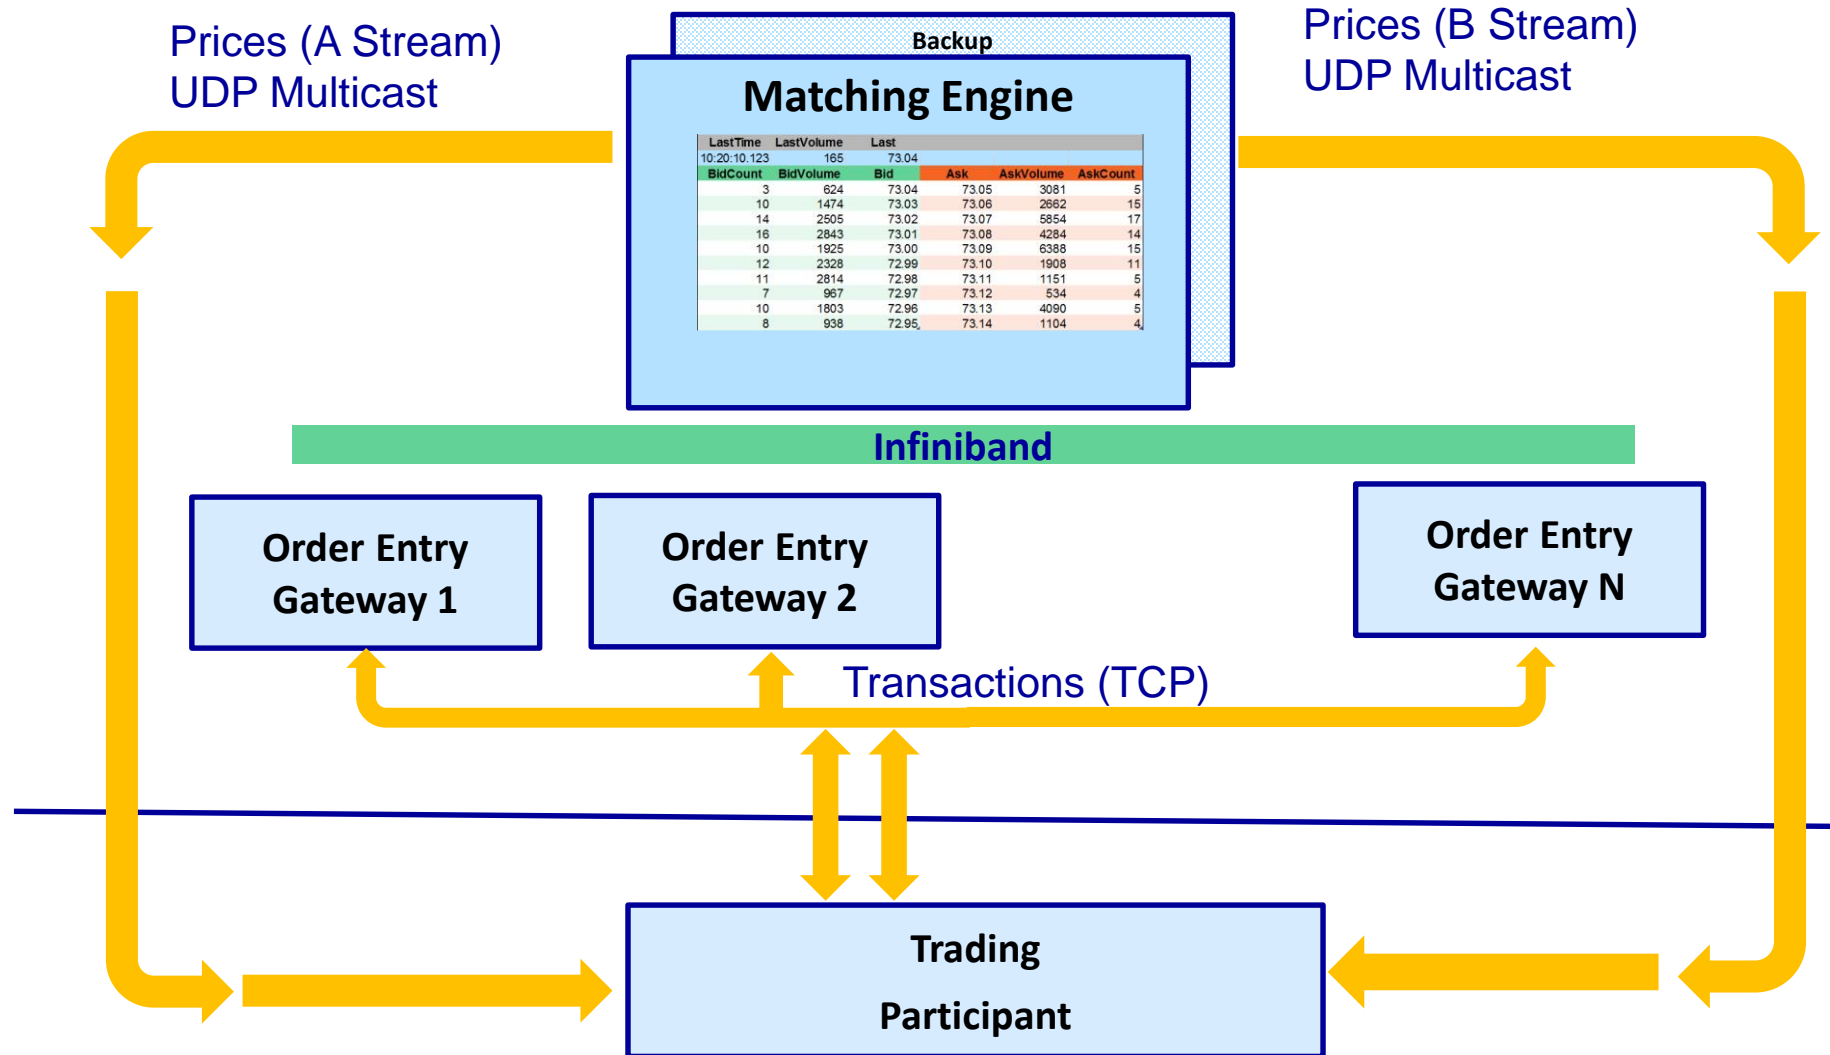 Prices (A Stream)
UDP Multicast
Backup
Prices (B Stream)
UDP Multicast
Matching Engine
LastTime LastVolume Last
10:20:10.123 165 73.04
BidCount BidVolume Bid Ask AskVolume AskCount
3 624 73.04 73.05 3081 5
10 1474 73.03 73.06 2662 15
14 2505 73.02 73.07 5854 17
16 2843 73.01 73.08 4284 14
10 1925 73.00 73.09 6388 15
12 2328 72.99 73.10 1908 11
11 2814 72.98 73.11 1151 5
7 967 72.97 73.12 534 4
10 1803 72.96 73.13 4090 5
8 938 72.95 73.14 1104 4
Infiniband
Order Entry
Gateway 1
Order Entry
Gateway 2
Order Entry
Gateway N
Transactions (TCP)
Trading
Participant